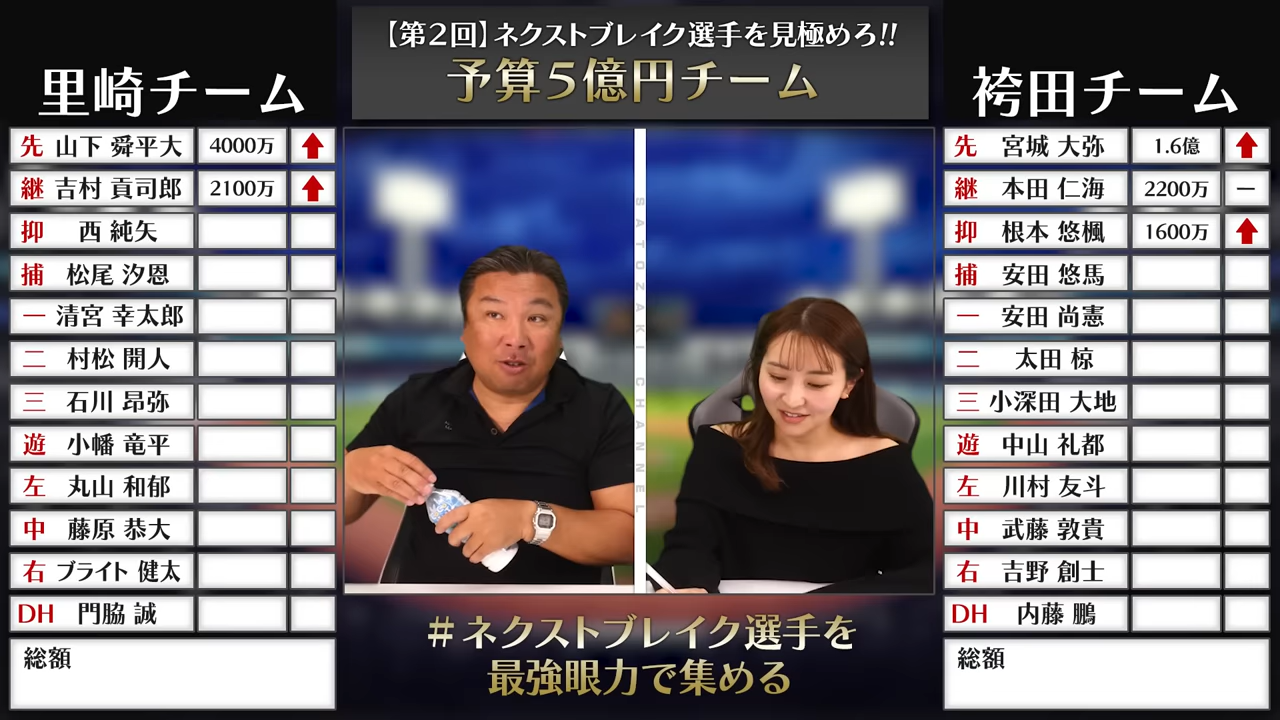 【第2回】ネクストブレイク選手を見極めろ!!
予算5億円チーム
里崎チーム
先 山下 舜平大 4000万 ↑
継 吉村 貢司郎 2100万 ↑
抑 西 純矢
捕 松尾 汐恩
一 清宮 幸太郎
二 村松 開人
三 石川 昂弥
遊 小幡 竜平
左 丸山 和郁
中 藤原 恭大
右 ブライト 健太
DH 門脇 誠
総額
SATOZAKI CHANNEL
袴田チーム
先 宮城 大弥 1.6億 ↑
継 本田 仁海 2200万 −
抑 根本 悠楓 1600万 ↑
捕 安田 悠馬
一 安田 尚憲
二 太田 椋
三 小深田 大地
遊 中山 礼都
左 川村 友斗
中 武藤 敦貴
右 吉野 創士
DH 内藤 鵬
総額
#ネクストブレイク選手を
最強眼力で集める